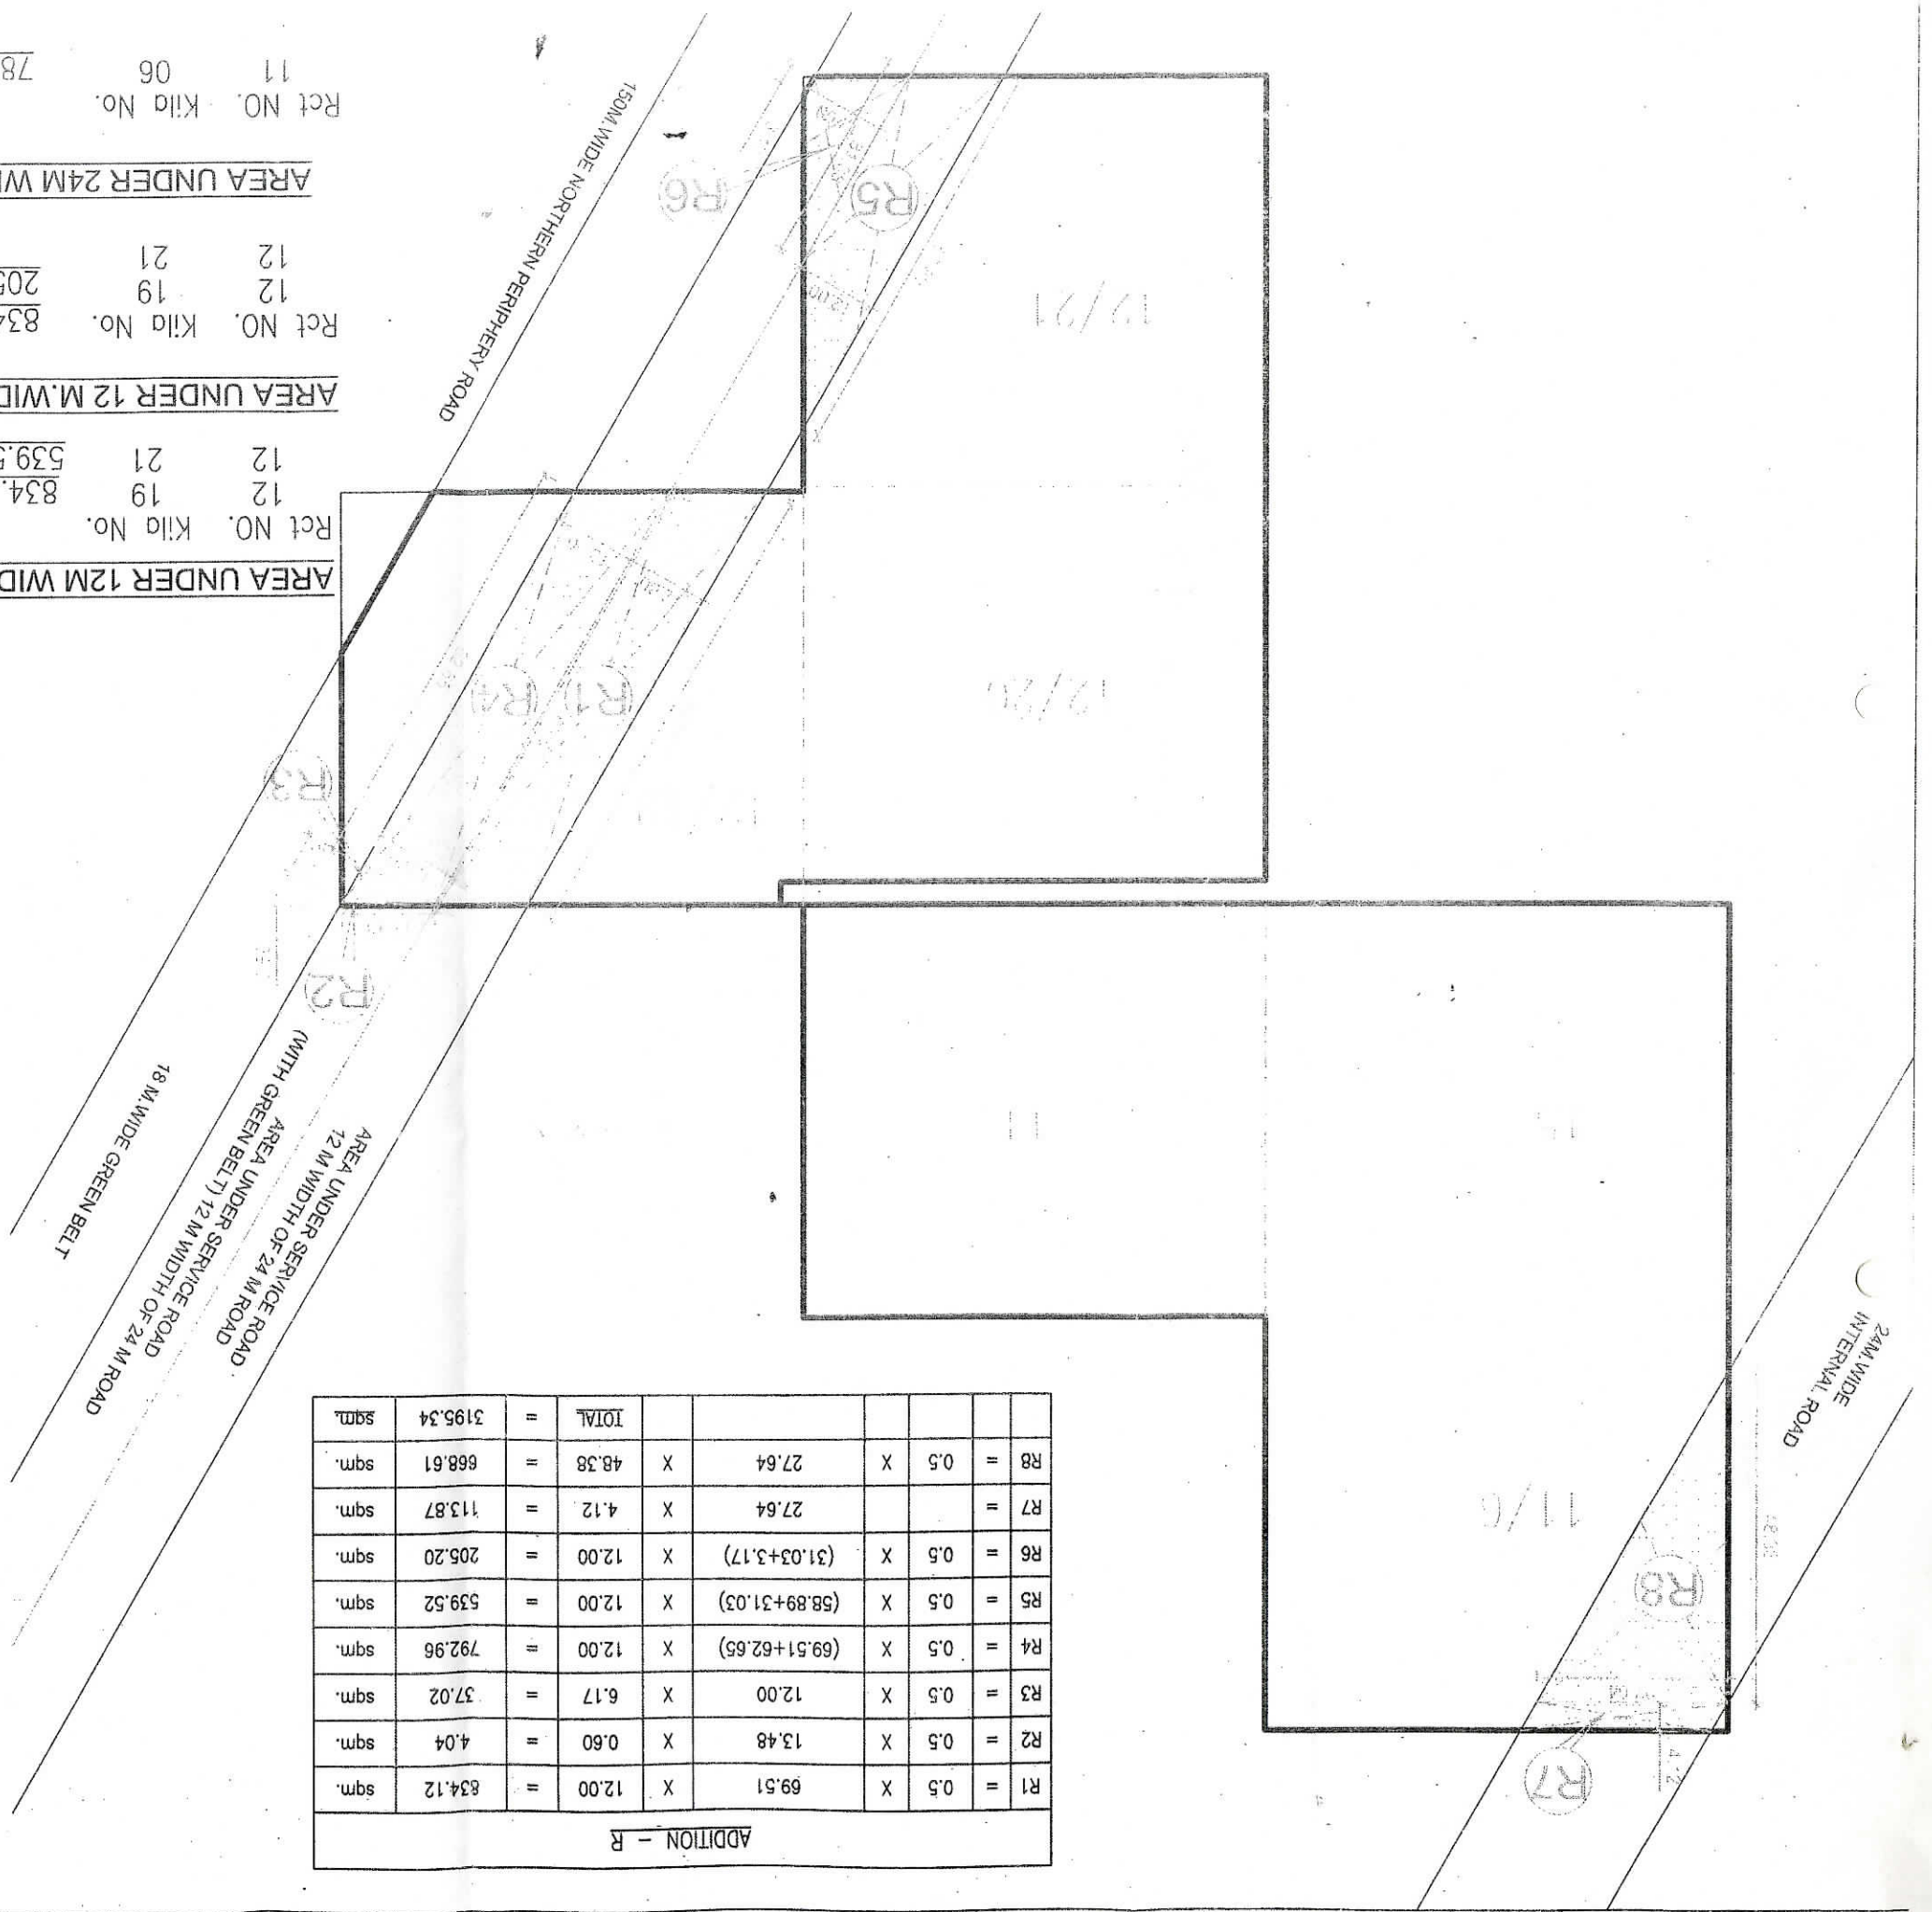 ADDITION - R
R1 = 0.5 X 69.51 X 12.00 = 834.12 sqm.
R2 = 0.5 X 13.48 X 0.60 = 4.04 sqm.
R3 = 0.5 X 12.00 X 6.17 = 37.02 sqm.
R4 = 0.5 X (69.51+62.65) X 12.00 = 792.96 sqm.
R5 = 0.5 X (58.89+31.03) X 12.00 = 539.52 sqm.
R6 = 0.5 X (31.03+3.17) X 12.00 = 205.20 sqm.
R7 = 27.64 X 4.12 = 113.87 sqm.
R8 = 0.5 X 27.64 X 48.38 = 668.61 sqm.
TOTAL = 3195.34 sqm.
R7
R8
11/6
24M.WIDE
INTERNAL ROAD
11
AREA UNDER SERVICE ROAD
12 M WIDTH OF 24 M ROAD
AREA UNDER SERVICE ROAD
(WITH GREEN BELT) 12 M WIDTH OF 24 M ROAD
18 M.WIDE GREEN BELT
R2
R3
R1
R4
12/20
12/21
12.00
R5
R6
150M.WIDE NORTHERN PERIPHERY ROAD
AREA UNDER 12M WID
Rct NO. Kila No.
12 19 834.
12 21 539.5
AREA UNDER 12 M.WID
Rct NO. Kila No.
12 19 834
12 21 205
AREA UNDER 24M WI
Rct NO. Kila No.
11 06 78